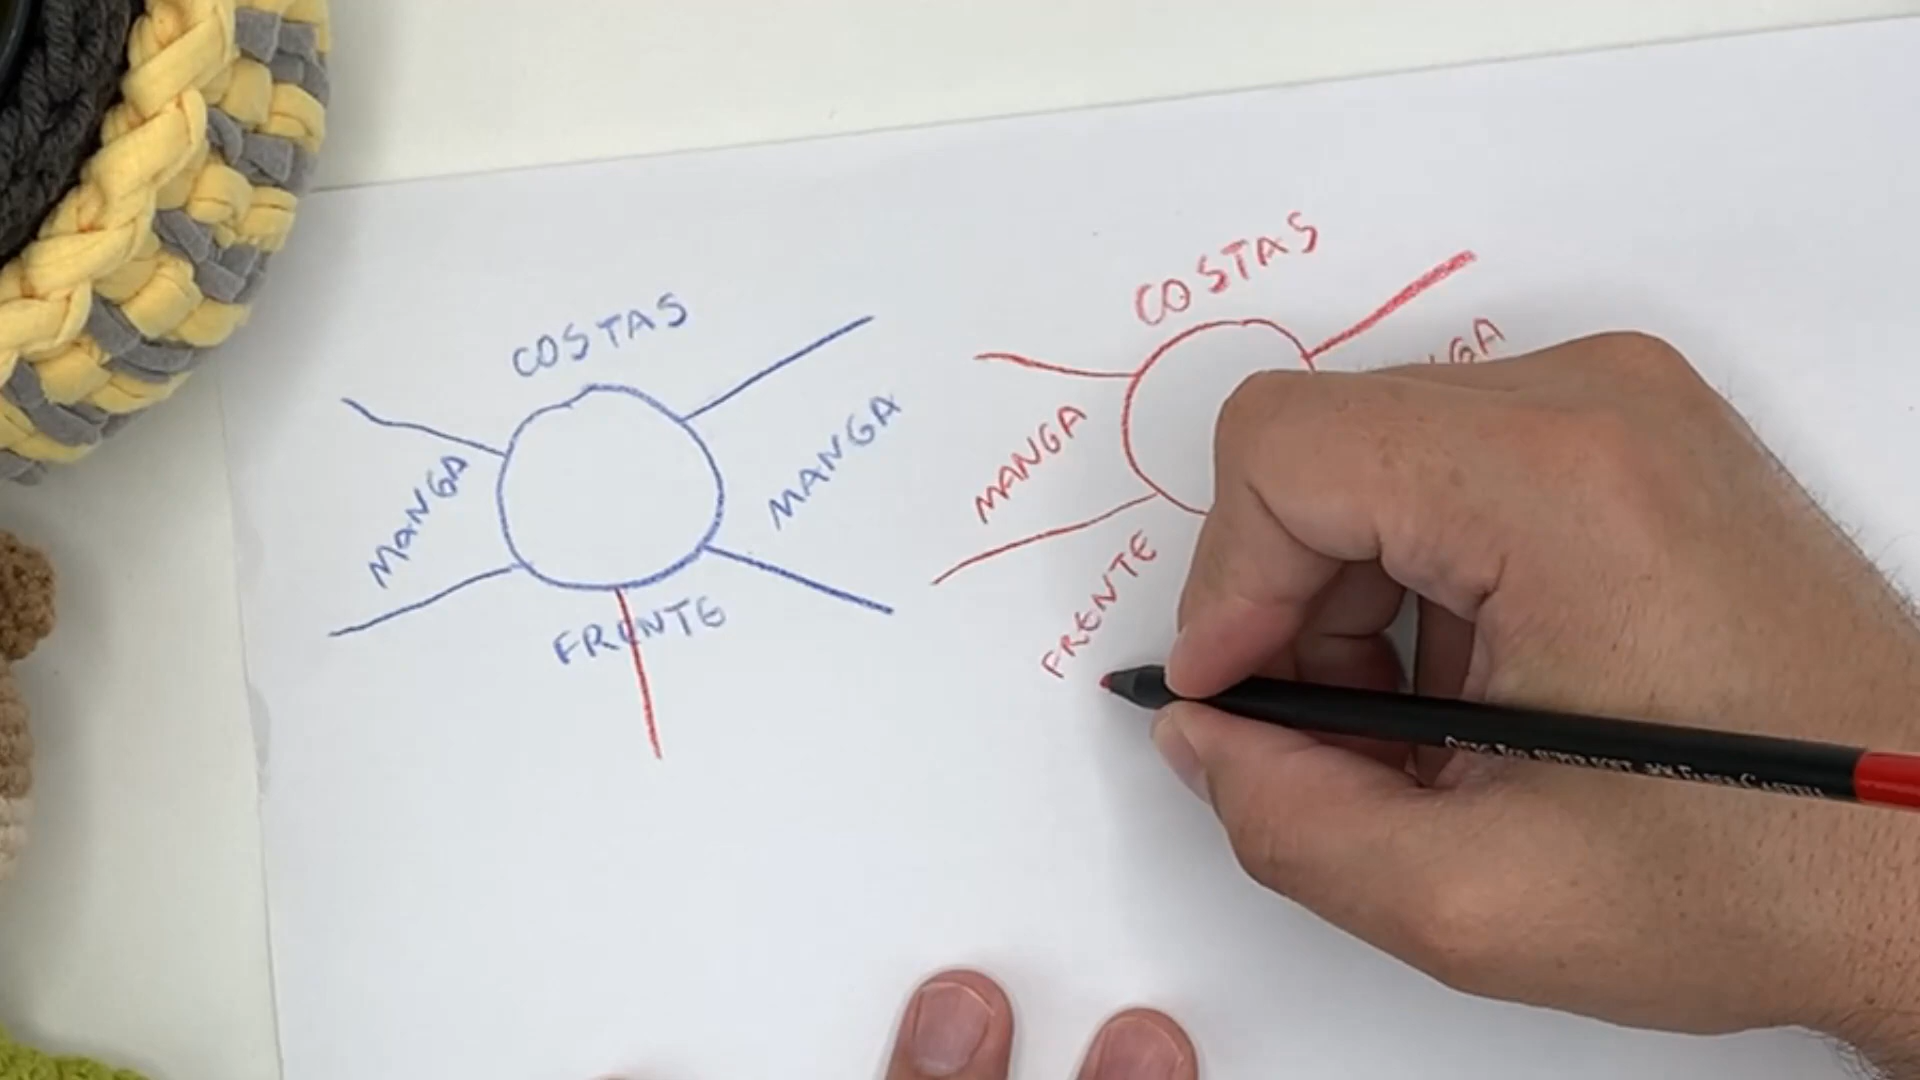 COSTAS
MANGA
MANGA
FRENTE
COSTAS
MANGA
FRENTE